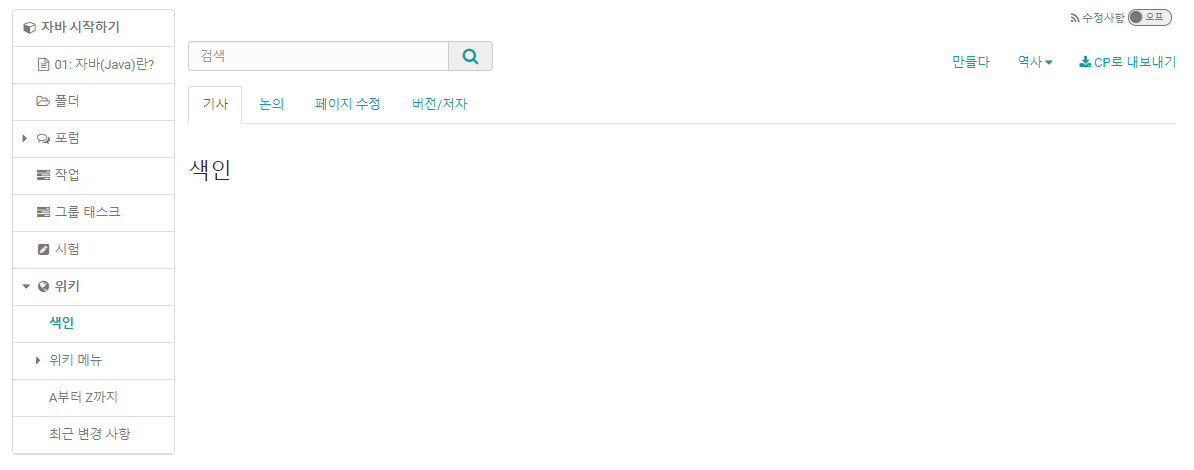 자바 시작하기
01: 자바(Java)란?
폴더
포럼
작업
그룹 태스크
시험
위키
색인
위키 메뉴
A부터 Z까지
최근 변경 사항
수정사항 오프
검색
만들다 역사 CP로 내보내기
기사 논의 페이지 수정 버전/저자
색인